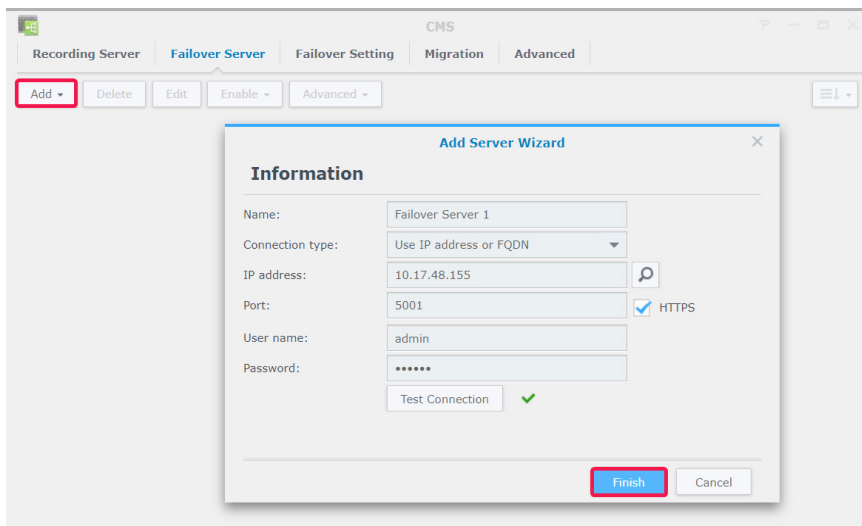 CMS
Recording Server Failover Server Failover Setting Migration Advanced
Add Delete Edit Enable Advanced
Add Server Wizard
Information
Name: Failover Server 1
Connection type: Use IP address or FQDN
IP address: 10.17.48.155
Port: 5001 HTTPS
User name: admin
Password: ••••••
Test Connection
Finish Cancel